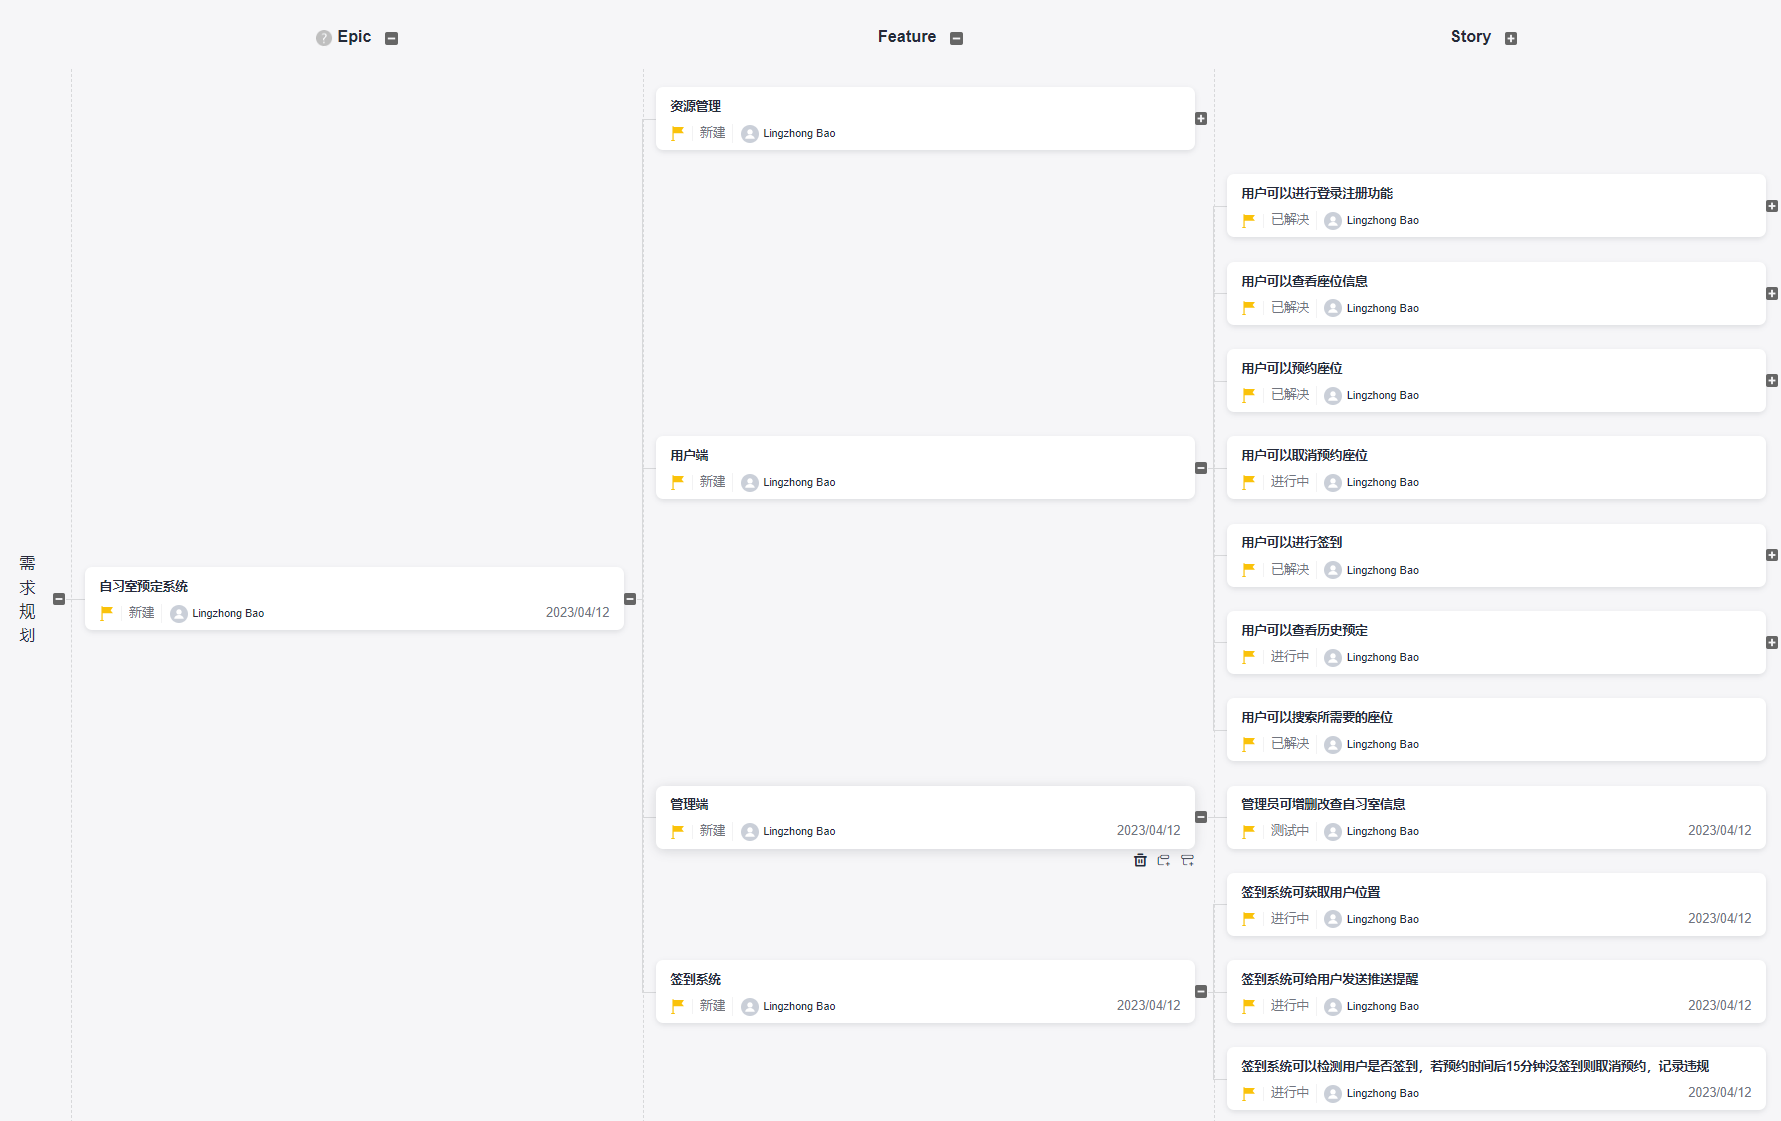 Epic
Feature
Story
需求规划
自习室预定系统
新建 Lingzhong Bao 2023/04/12
资源管理
新建 Lingzhong Bao
用户端
新建 Lingzhong Bao
用户可以进行登录注册功能
已解决 Lingzhong Bao
用户可以查看座位信息
已解决 Lingzhong Bao
用户可以预约座位
已解决 Lingzhong Bao
用户可以取消预约座位
进行中 Lingzhong Bao
用户可以进行签到
已解决 Lingzhong Bao
用户可以查看历史预定
进行中 Lingzhong Bao
用户可以搜索所需要的座位
已解决 Lingzhong Bao
管理端
新建 Lingzhong Bao 2023/04/12
管理员可增删改查自习室信息
测试中 Lingzhong Bao 2023/04/12
签到系统
新建 Lingzhong Bao 2023/04/12
签到系统可获取用户位置
进行中 Lingzhong Bao 2023/04/12
签到系统可给用户发送推送提醒
进行中 Lingzhong Bao 2023/04/12
签到系统可以检测用户是否签到，若预约时间后15分钟没签到则取消预约，记录违规
进行中 Lingzhong Bao 2023/04/12